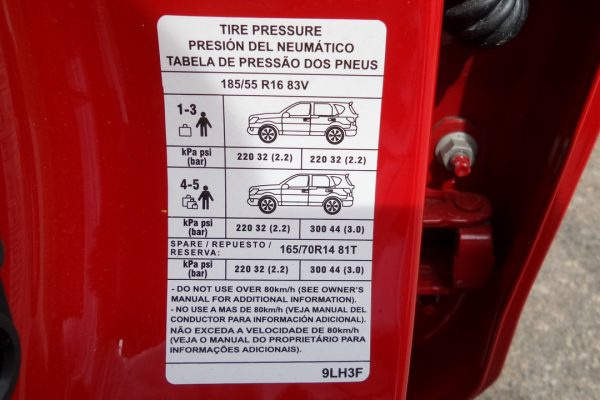 TIRE PRESSURE
PRESIÓN DEL NEUMÁTICO
TABELA DE PRESSÃO DOS PNEUS
185/55 R16 83V
1-3
kPa psi (bar) 220 32 (2.2) 220 32 (2.2)
4-5
kPa psi (bar) 220 32 (2.2) 300 44 (3.0)
SPARE / REPUESTO / RESERVA: 165/70R14 81T
kPa psi (bar) 220 32 (2.2) 300 44 (3.0)
- DO NOT USE OVER 80km/h (SEE OWNER'S
MANUAL FOR ADDITIONAL INFORMATION).
- NO USE A MAS DE 80km/h (VEJA MANUAL DEL
CONDUCTOR PARA INFORMACIÓN ADICIONAL).
NÃO EXCEDA A VELOCIDADE DE 80km/h
(VEJA O MANUAL DO PROPRIETÁRIO PARA
INFORMAÇÕES ADICIONAIS).
9LH3F